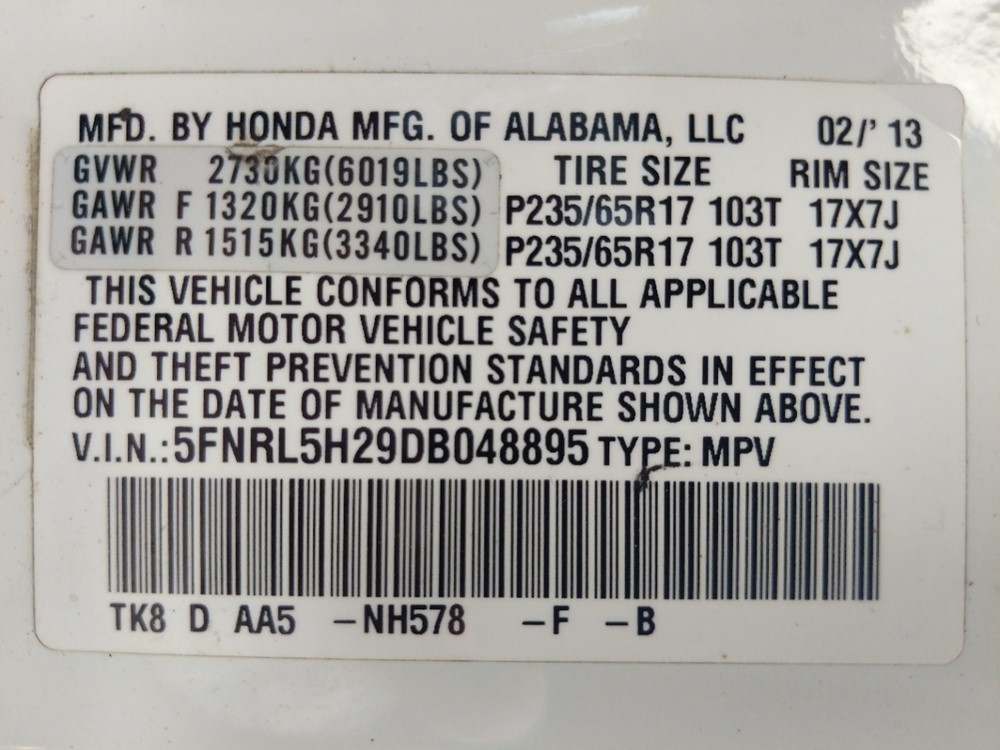 MFD. BY HONDA MFG. OF ALABAMA, LLC 02/' 13
GVWR 2730KG(6019LBS) TIRE SIZE RIM SIZE
GAWR F 1320KG(2910LBS) P235/65R17 103T 17X7J
GAWR R 1515KG(3340LBS) P235/65R17 103T 17X7J
THIS VEHICLE CONFORMS TO ALL APPLICABLE
FEDERAL MOTOR VEHICLE SAFETY
AND THEFT PREVENTION STANDARDS IN EFFECT
ON THE DATE OF MANUFACTURE SHOWN ABOVE.
V.I.N.:5FNRL5H29DB048895 TYPE: MPV
TK8 D AA5 –NH578 –F –B